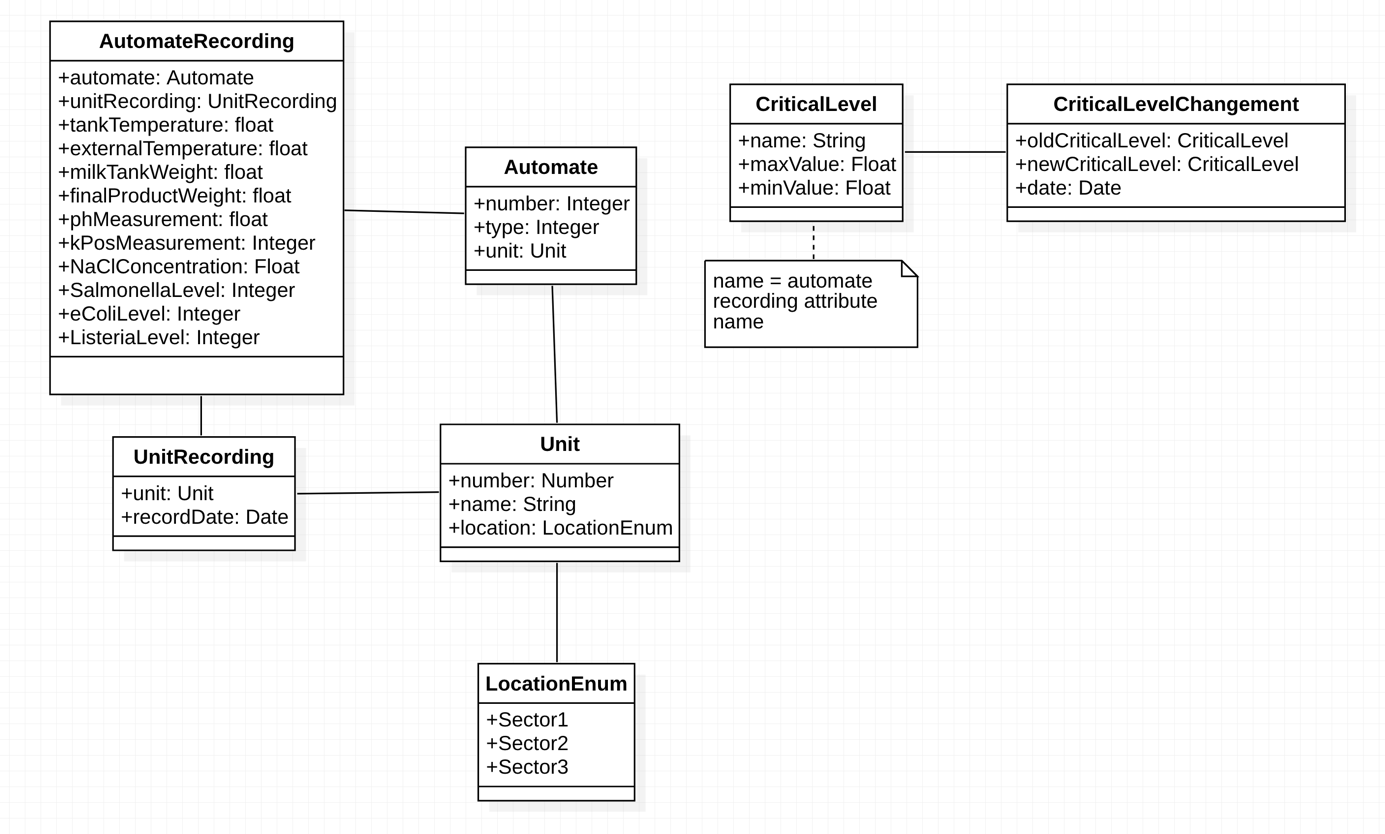 AutomateRecording
+automate: Automate
+unitRecording: UnitRecording
+tankTemperature: float
+externalTemperature: float
+milkTankWeight: float
+finalProductWeight: float
+phMeasurement: float
+kPosMeasurement: Integer
+NaClConcentration: Float
+SalmonellaLevel: Integer
+eColiLevel: Integer
+ListeriaLevel: Integer
Automate
+number: Integer
+type: Integer
+unit: Unit
CriticalLevel
+name: String
+maxValue: Float
+minValue: Float
CriticalLevelChangement
+oldCriticalLevel: CriticalLevel
+newCriticalLevel: CriticalLevel
+date: Date
name = automate
recording attribute
name
UnitRecording
+unit: Unit
+recordDate: Date
Unit
+number: Number
+name: String
+location: LocationEnum
LocationEnum
+Sector1
+Sector2
+Sector3